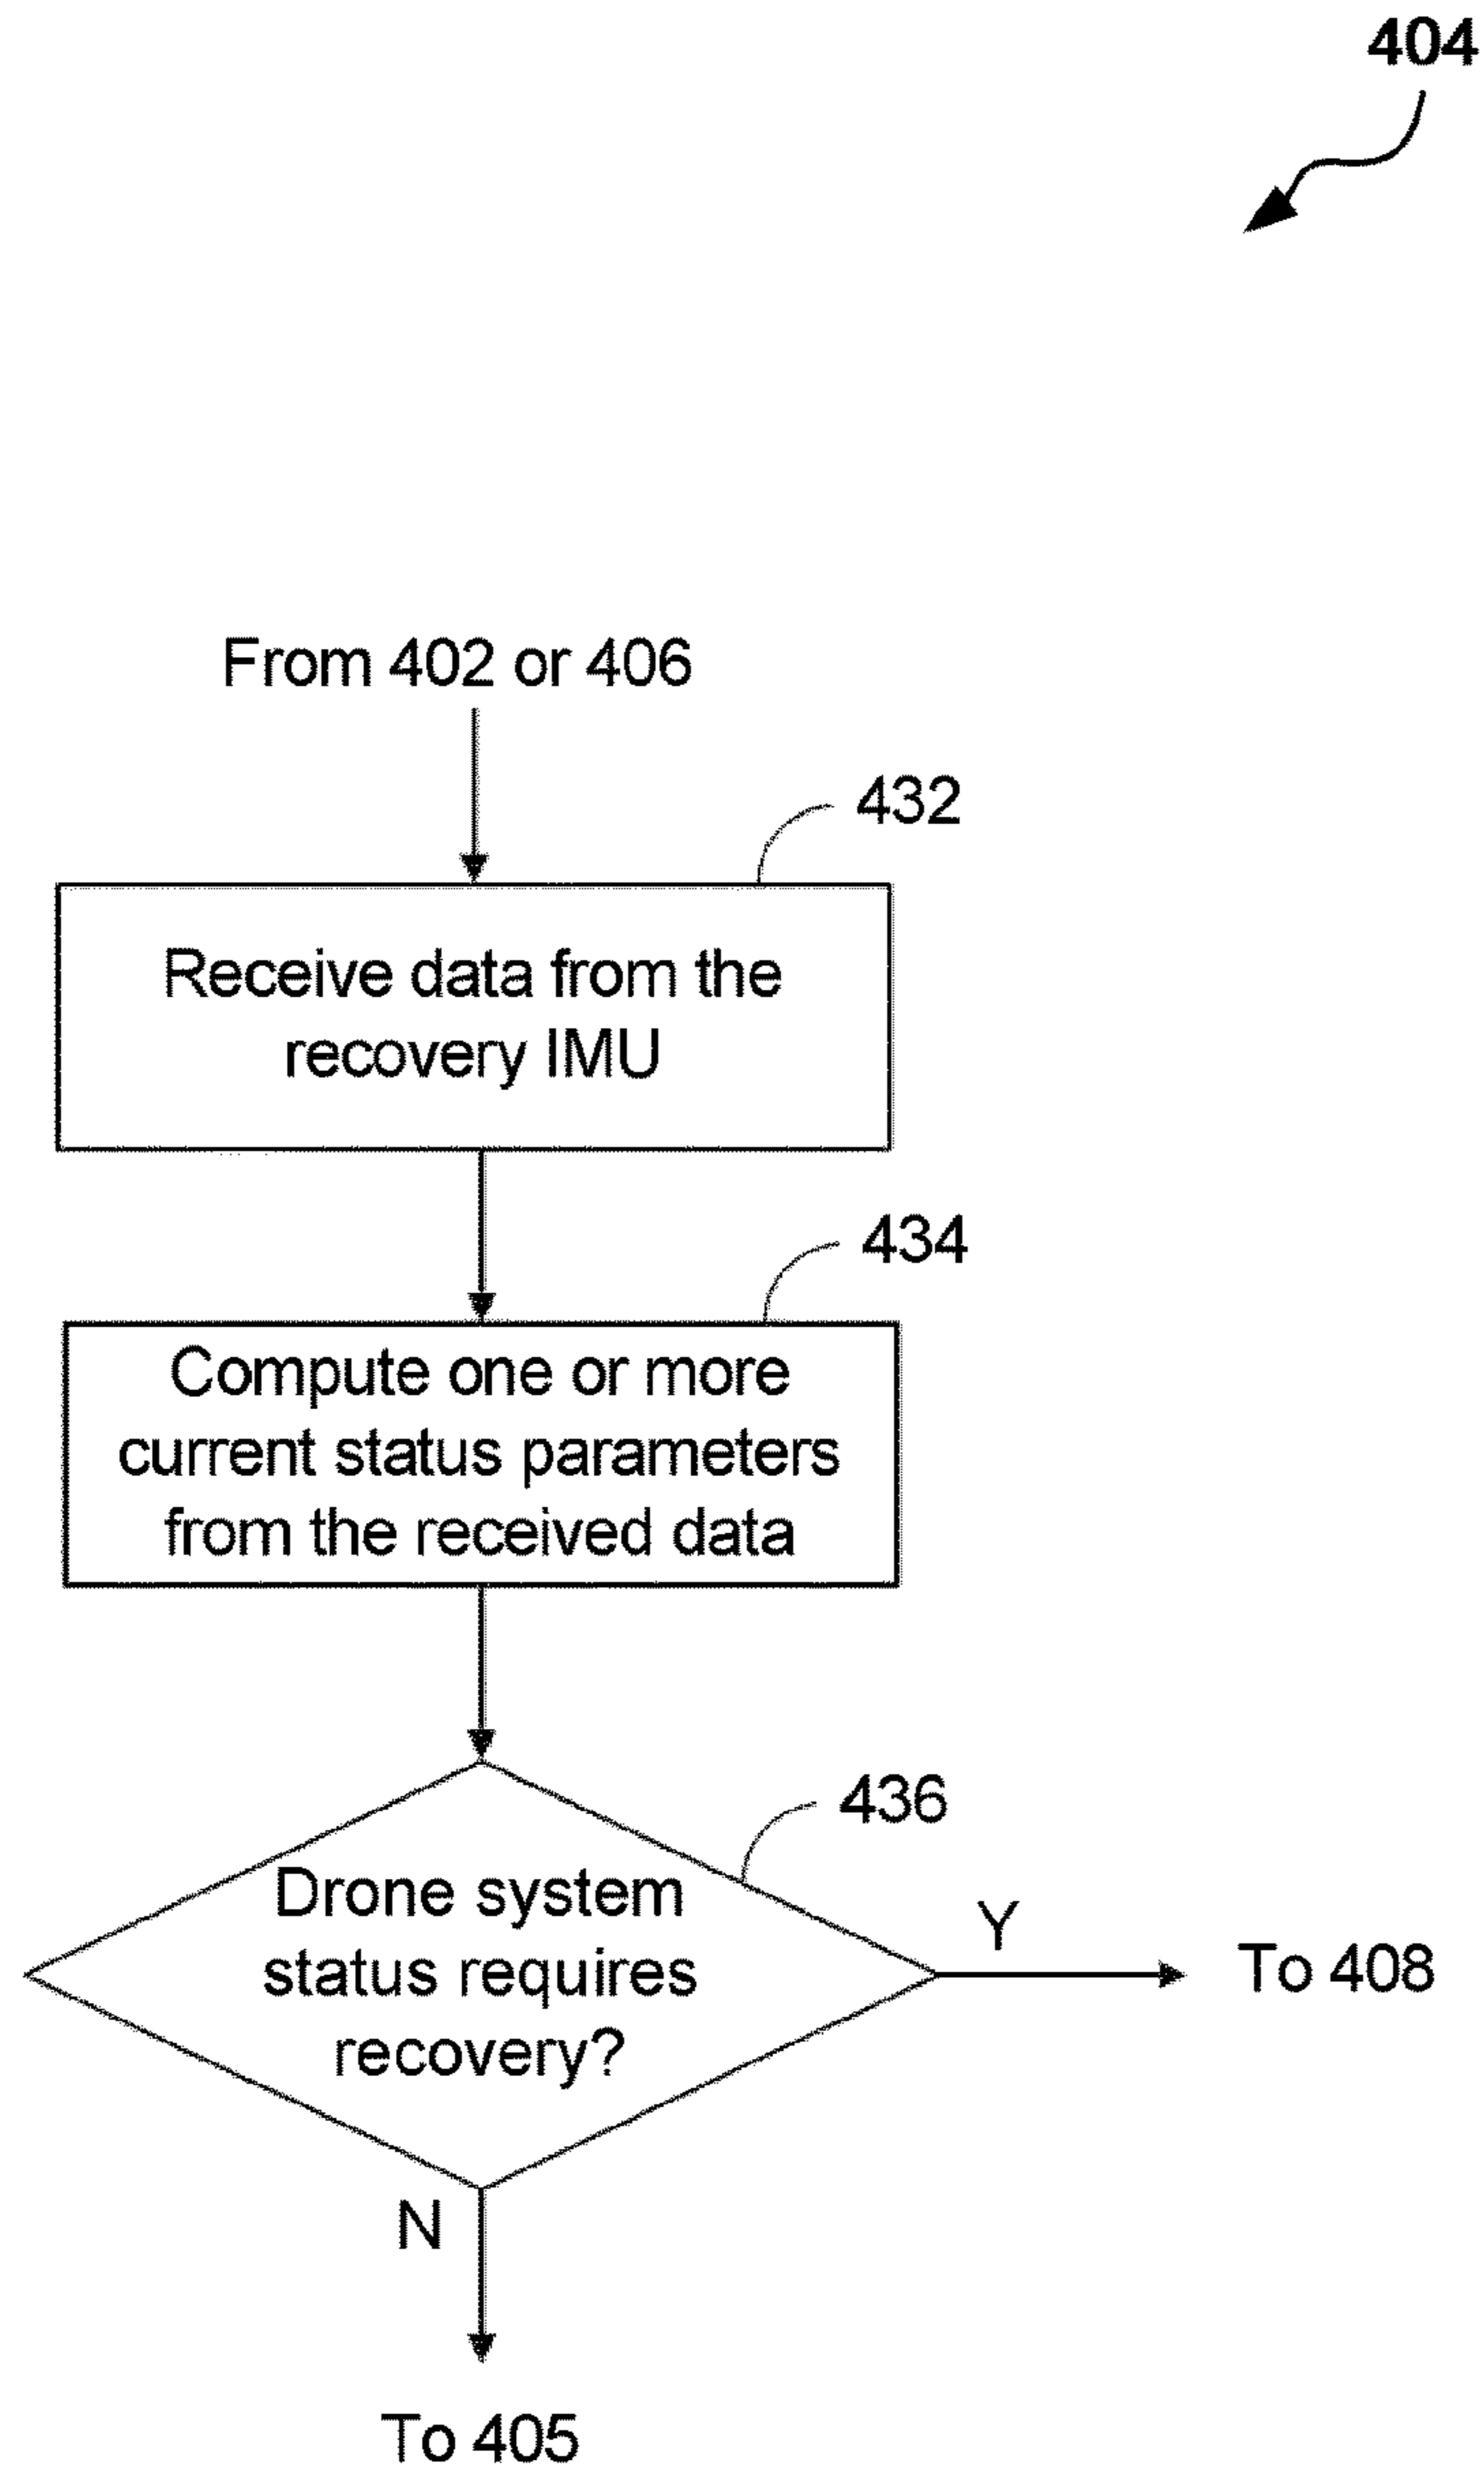 404
From 402 or 406
432
Receive data from the
recovery IMU
434
Compute one or more
current status parameters
from the received data
436
Drone system
status requires
recovery?
Y
To 408
N
To 405